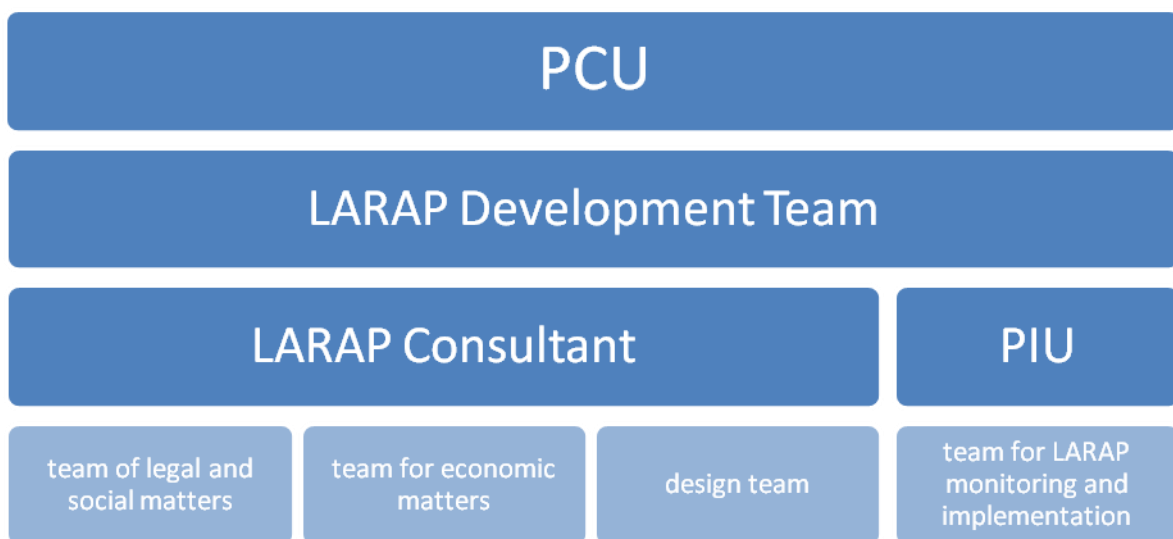 PCU
LARAP Development Team
LARAP Consultant
PIU
team of legal and
social matters
team for economic
matters
design team
team for LARAP
monitoring and
implementation